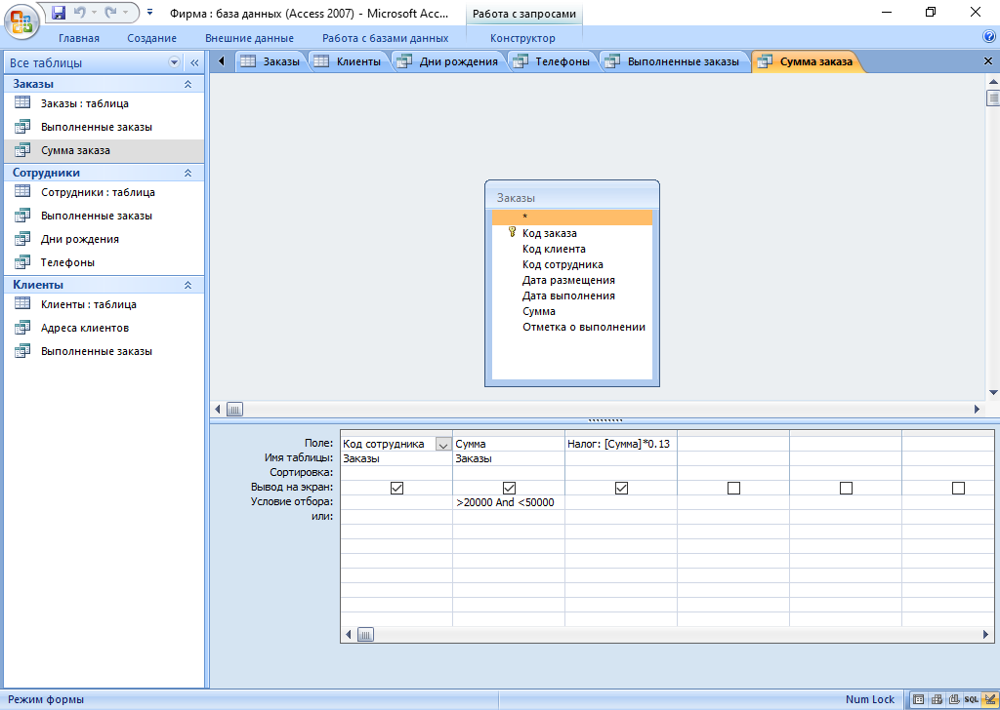 Фирма : база данных (Access 2007) - Microsoft Acc...
Работа с запросами
Главная
Создание
Внешние данные
Работа с базами данных
Конструктор
Все таблицы
Заказы
Клиенты
Дни рождения
Телефоны
Выполненные заказы
Сумма заказа
Заказы
Заказы : таблица
Выполненные заказы
Сумма заказа
Сотрудники
Сотрудники : таблица
Выполненные заказы
Дни рождения
Телефоны
Клиенты
Клиенты : таблица
Адреса клиентов
Выполненные заказы
Заказы
*
Код заказа
Код клиента
Код сотрудника
Дата размещения
Дата выполнения
Сумма
Отметка о выполнении
Поле: Код сотрудника Сумма Налог: [Сумма]*0.13
Имя таблицы: Заказы Заказы
Сортировка:
Вывод на экран:
Условие отбора: >20000 And <50000
или:
Режим формы
Num Lock
SQL